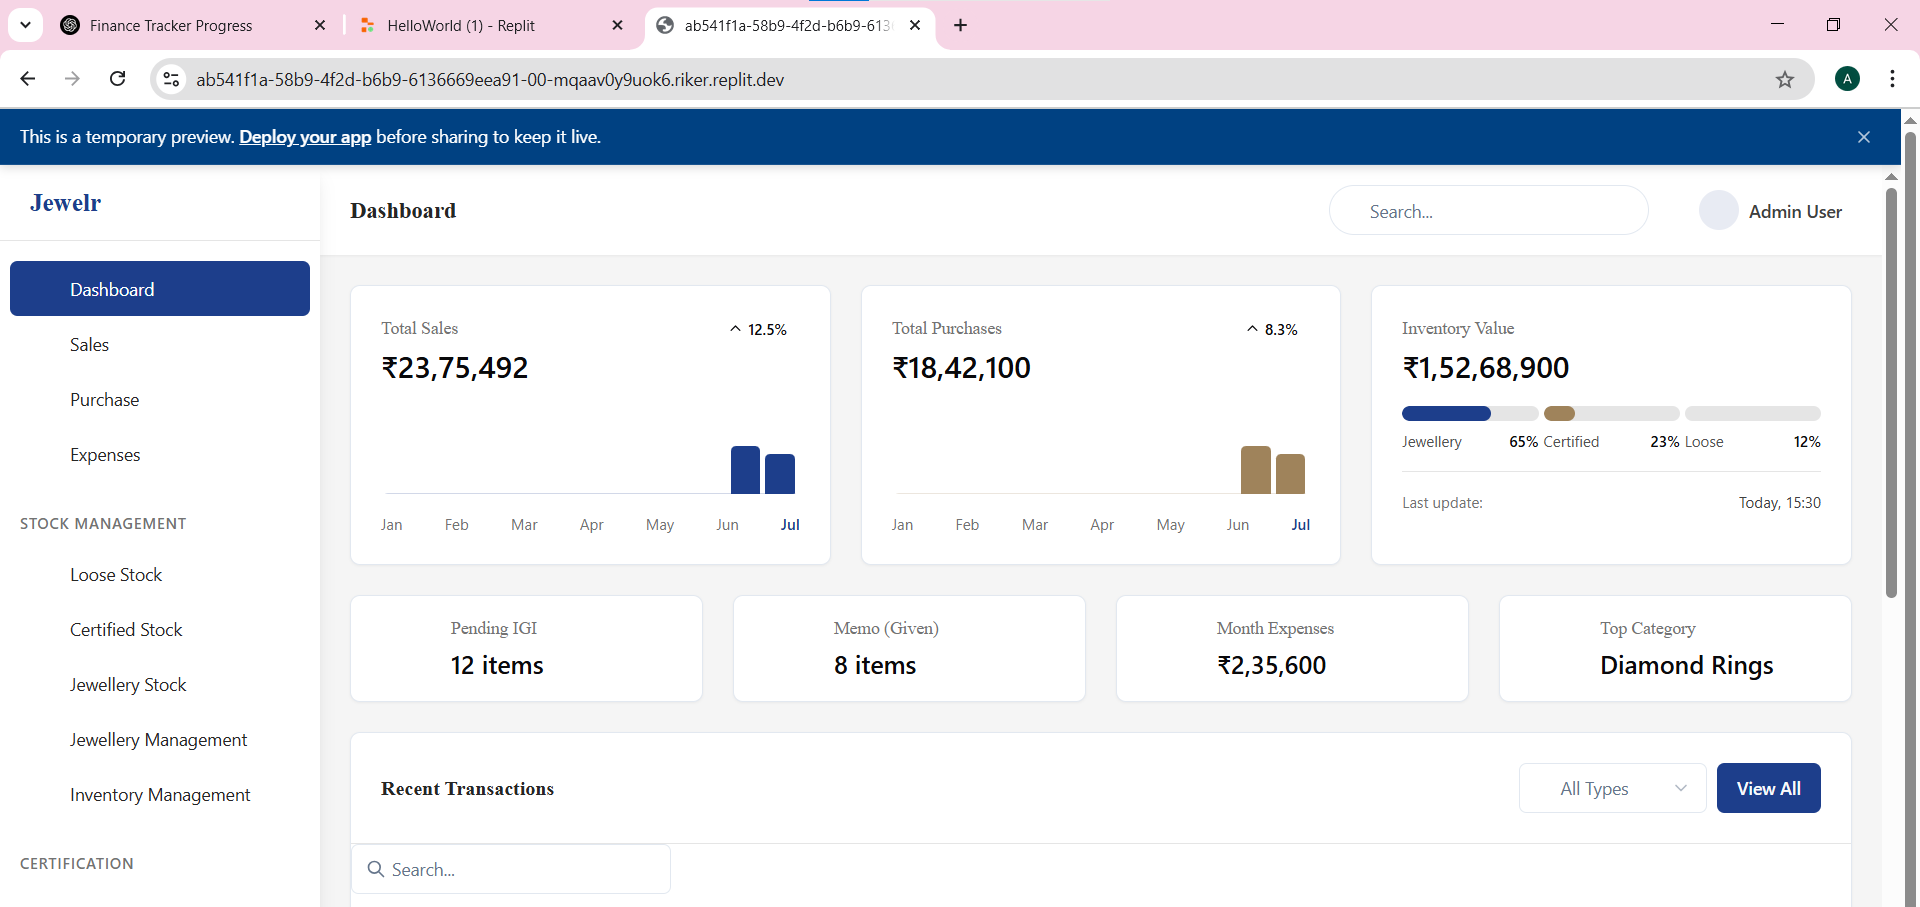 Finance Tracker Progress
HelloWorld (1) - Replit
ab541f1a-58b9-4f2d-b6b9-613
ab541f1a-58b9-4f2d-b6b9-6136669eea91-00-mqaav0y9uok6.riker.replit.dev
A
This is a temporary preview. Deploy your app before sharing to keep it live.
Jewelr
Dashboard
Search...
Admin User
Dashboard
Sales
Purchase
Expenses
STOCK MANAGEMENT
Loose Stock
Certified Stock
Jewellery Stock
Jewellery Management
Inventory Management
CERTIFICATION
Total Sales
12.5%
₹23,75,492
Jan Feb Mar Apr May Jun Jul
Total Purchases
8.3%
₹18,42,100
Jan Feb Mar Apr May Jun Jul
Inventory Value
₹1,52,68,900
Jewellery 65% Certified 23% Loose 12%
Last update: Today, 15:30
Pending IGI
12 items
Memo (Given)
8 items
Month Expenses
₹2,35,600
Top Category
Diamond Rings
Recent Transactions
All Types
View All
Search...